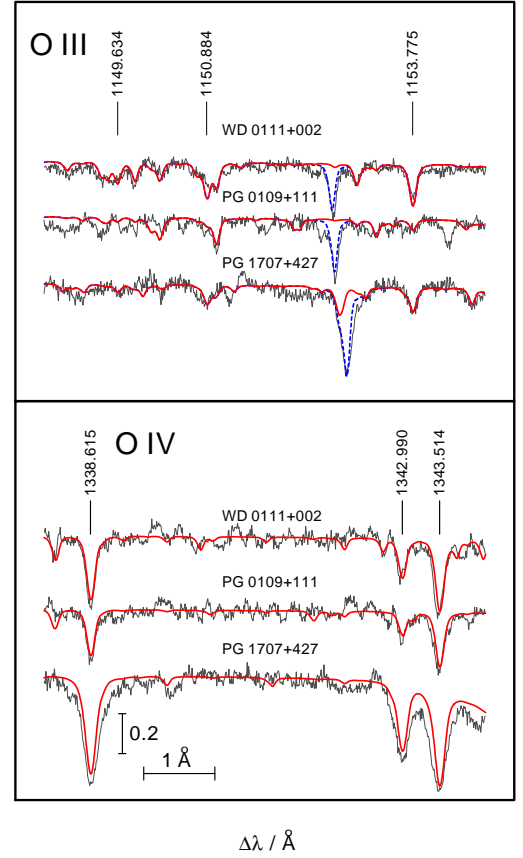 O III
1149.634
1150.884
1153.775
WD 0111+002
PG 0109+111
PG 1707+427
O IV
1338.615
1342.990
1343.514
WD 0111+002
PG 0109+111
PG 1707+427
0.2
1 Å
Δλ / Å